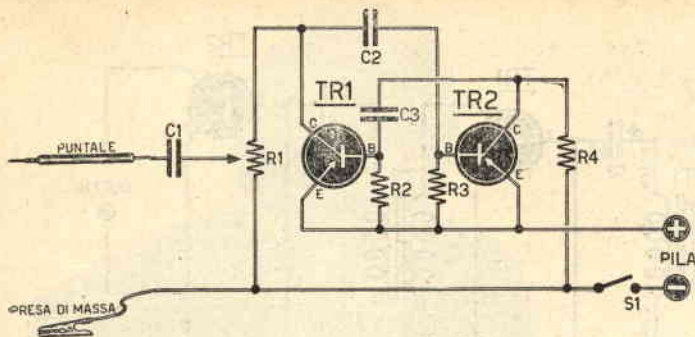 C2
TR1
TR2
C
C3
C
C1
PUNTALE
R1
B
B
R4
R2
R3
E
E
+
PILA
PRESA DI MASSA
S1
−